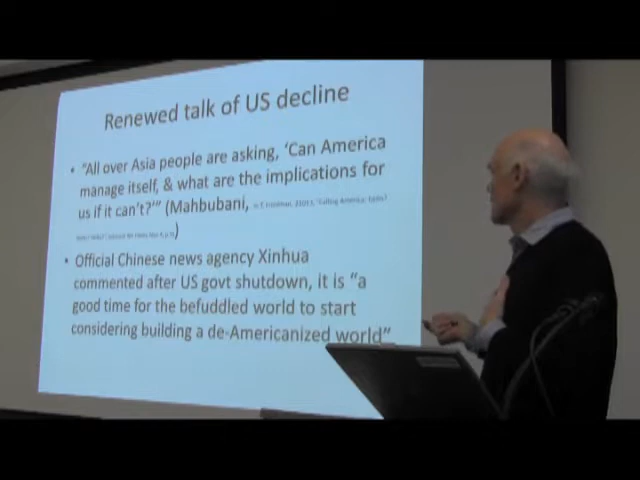 Renewed talk of US decline
• "All over Asia people are asking, 'Can America
manage itself, & what are the implications for
us if it can't?'" (Mahbubani, in T. Friedman,
)
• Official Chinese news agency Xinhua
commented after US govt shutdown, it is "a
good time for the befuddled world to start
considering building a de-Americanized world"